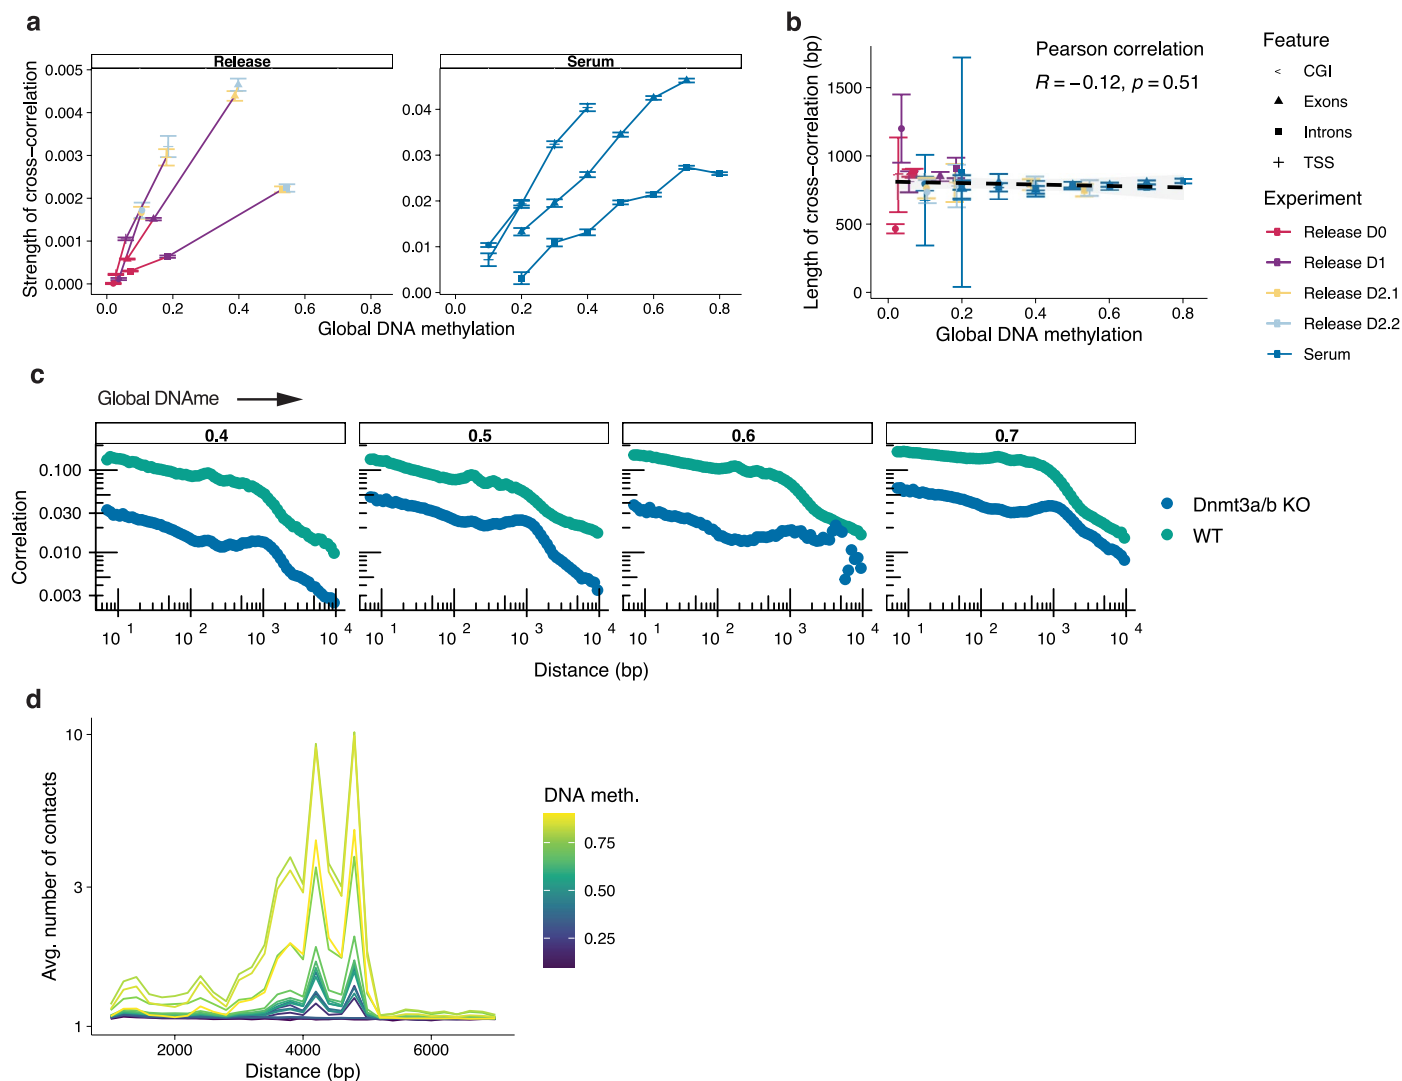 a
Release
Serum
Strength of cross−correlation
0.005
0.004
0.003
0.002
0.001
0.000
0.04
0.03
0.02
0.01
0.00
0.0 0.2 0.4 0.6 0.8
0.0 0.2 0.4 0.6 0.8
Global DNA methylation
b
Length of cross−correlation (bp)
1500
1000
500
0
Pearson correlation
R = −0.12, p = 0.51
0.0 0.2 0.4 0.6 0.8
Global DNA methylation
Feature
CGI
Exons
Introns
TSS
Experiment
Release D0
Release D1
Release D2.1
Release D2.2
Serum
c
Global DNAme
0.4 0.5 0.6 0.7
Correlation
0.100
0.030
0.010
0.003
10 1 10 2 10 3 10 4
10 1 10 2 10 3 10 4
10 1 10 2 10 3 10 4
10 1 10 2 10 3 10 4
Distance (bp)
Dnmt3a/b KO
WT
d
Avg. number of contacts
10
3
1
2000 4000 6000
Distance (bp)
DNA meth.
0.75
0.50
0.25